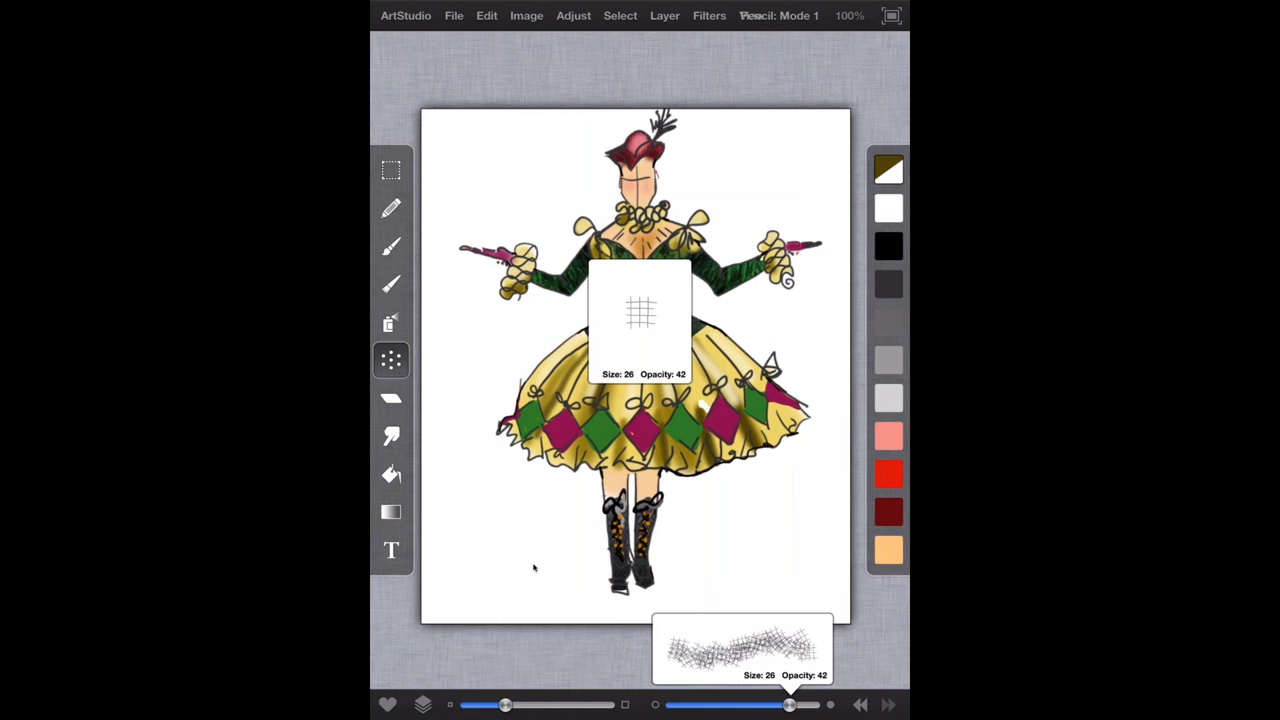 ArtStudio File Edit Image Adjust Select Layer Filters Pencil: Mode 1 100%
Size: 26 Opacity: 42
T
Size: 26 Opacity: 42